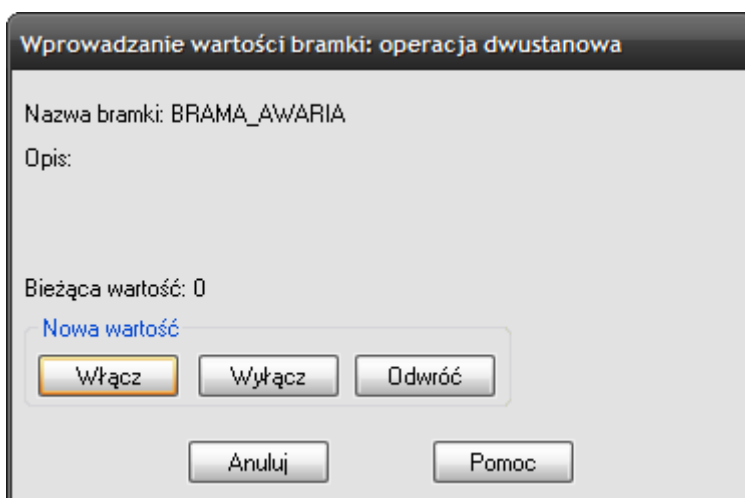 Wprowadzanie wartości bramki: operacja dwustanowa
Nazwa bramki: BRAMA_AWARIA
Opis:
Bieżąca wartość: 0
Nowa wartość
Włącz Wyłącz Odwróć
Anuluj Pomoc